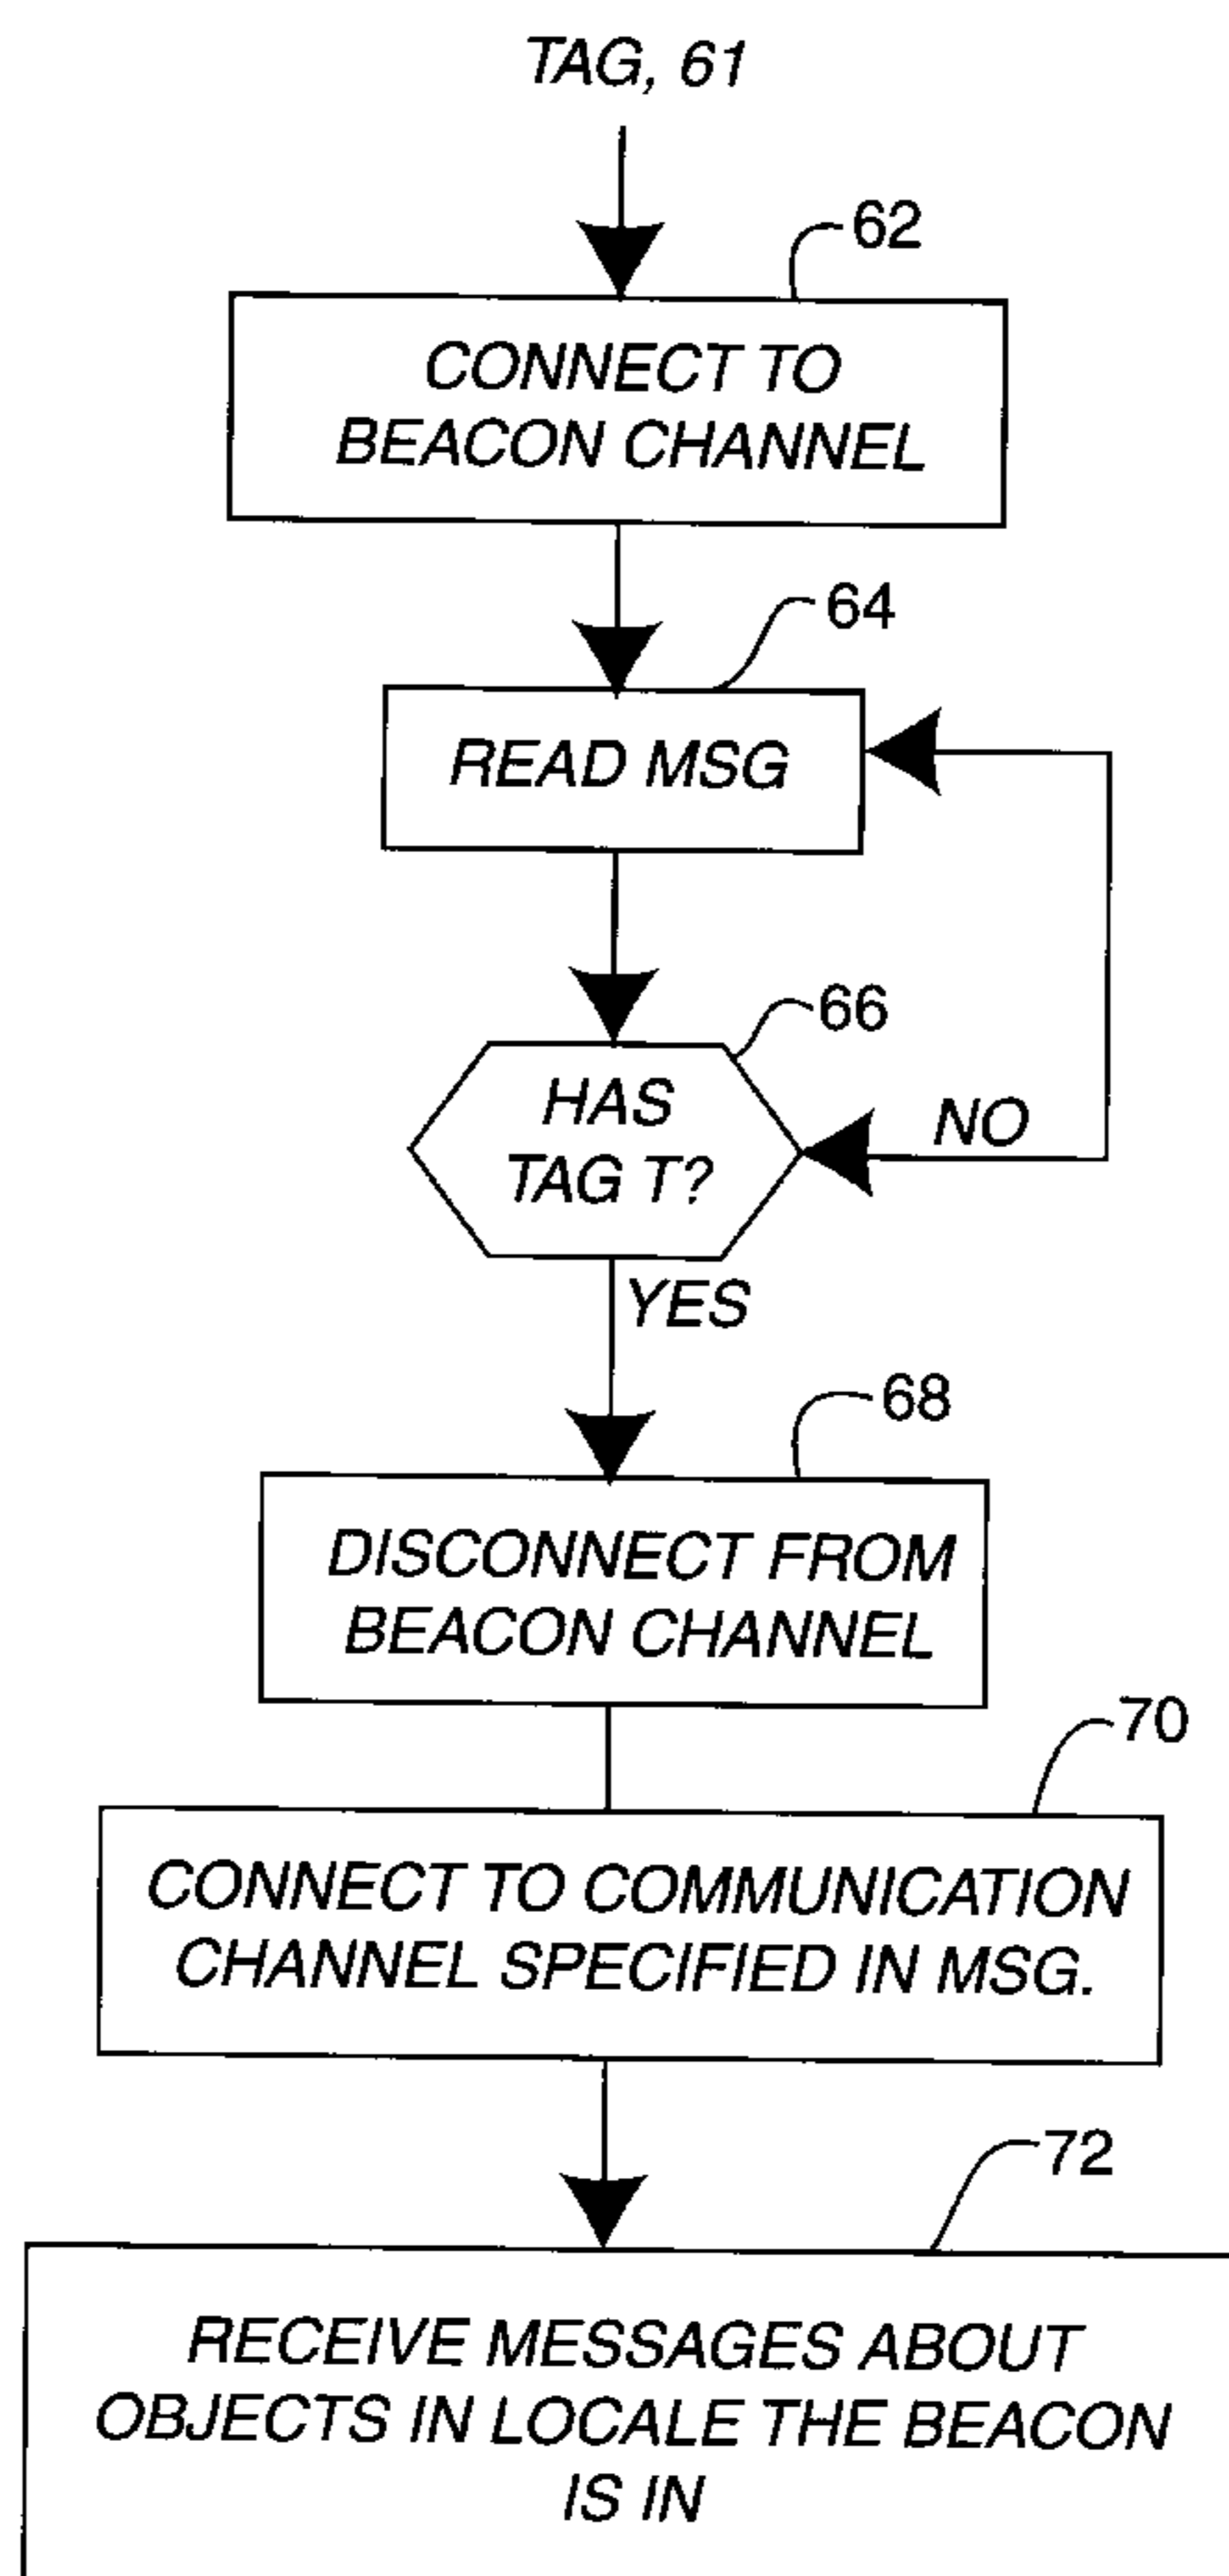 TAG, 61
62
CONNECT TO
BEACON CHANNEL
64
READ MSG
66
HAS
TAG T?
NO
YES
68
DISCONNECT FROM
BEACON CHANNEL
70
CONNECT TO COMMUNICATION
CHANNEL SPECIFIED IN MSG.
72
RECEIVE MESSAGES ABOUT
OBJECTS IN LOCALE THE BEACON
IS IN